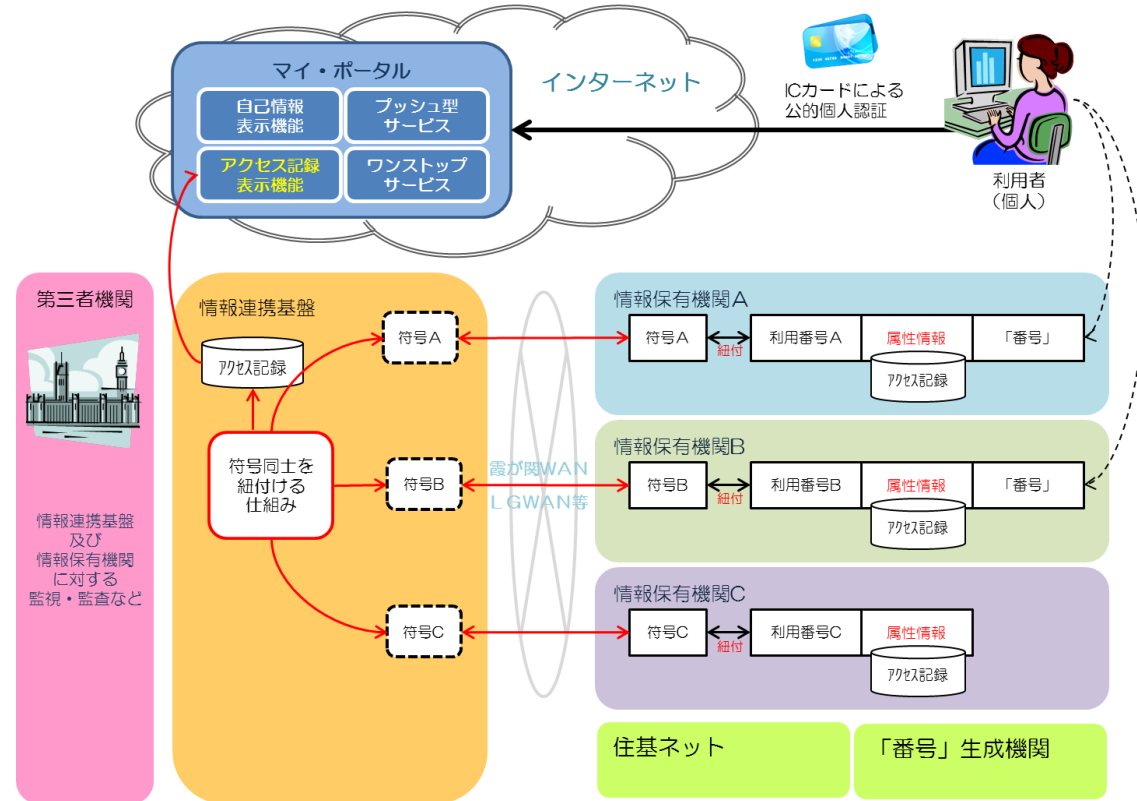 マイ・ポータル
自己情報
表示機能
プッシュ型
サービス
アクセス記録
表示機能
ワンストップ
サービス
インターネット
ICカードによる
公的個人認証
利用者
（個人）
第三者機関
情報連携基盤
及び
情報保有機関
に対する
監視・監査など
情報連携基盤
アクセス記録
符号同士を
紐付ける
仕組み
符号A
符号B
符号C
霞が関WAN
ＬGWAN等
情報保有機関A
符号A
紐付
利用番号A
属性情報
「番号」
アクセス記録
情報保有機関B
符号B
紐付
利用番号B
属性情報
「番号」
アクセス記録
情報保有機関C
符号C
紐付
利用番号C
属性情報
アクセス記録
住基ネット
「番号」生成機関